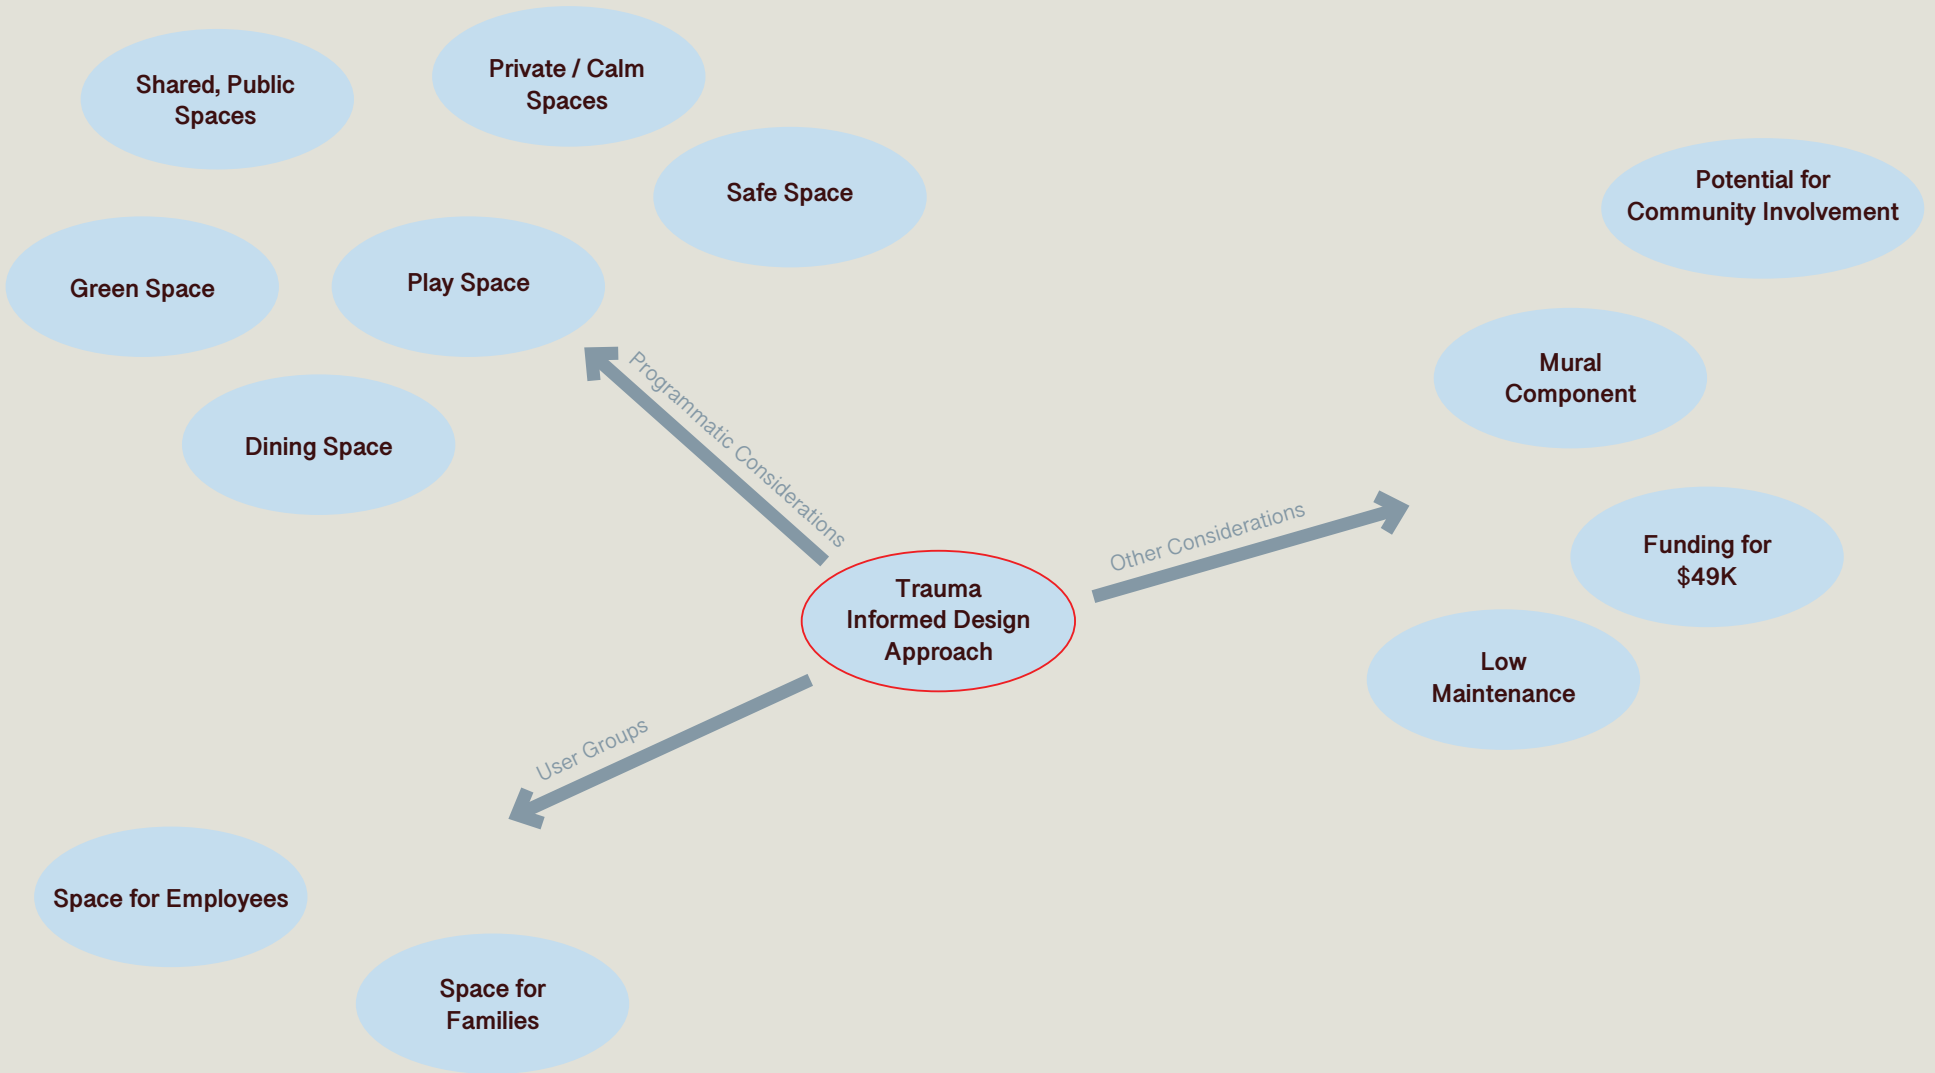 Shared, Public
Spaces
Private / Calm
Spaces
Safe Space
Green Space
Play Space
Dining Space
Programmatic Considerations
Trauma
Informed Design
Approach
Other Considerations
Potential for
Community Involvement
Mural
Component
Funding for
$49K
Low
Maintenance
User Groups
Space for Employees
Space for
Families